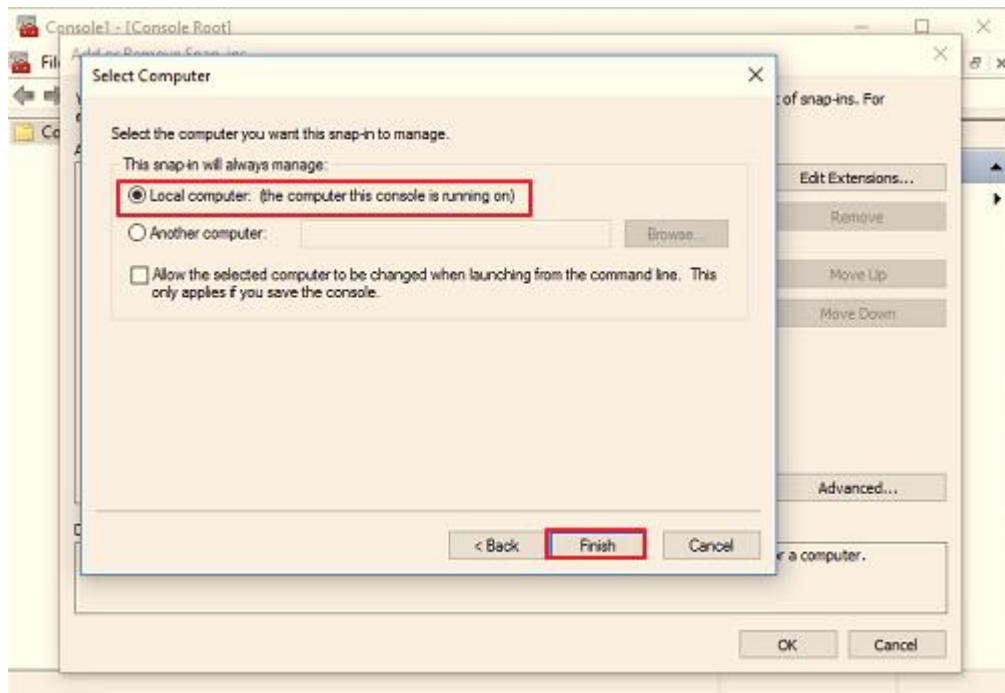 Console1 - [Console Root]
Add or Remove Snap-ins
Fil
Select Computer
of snap-ins. For
Co
Select the computer you want this snap-in to manage.
This snap-in will always manage:
Local computer: (the computer this console is running on)
Another computer:
Browse...
Allow the selected computer to be changed when launching from the command line. This
only applies if you save the console.
Edit Extensions...
Remove
Move Up
Move Down
Advanced...
< Back
Finish
Cancel
r a computer.
OK
Cancel